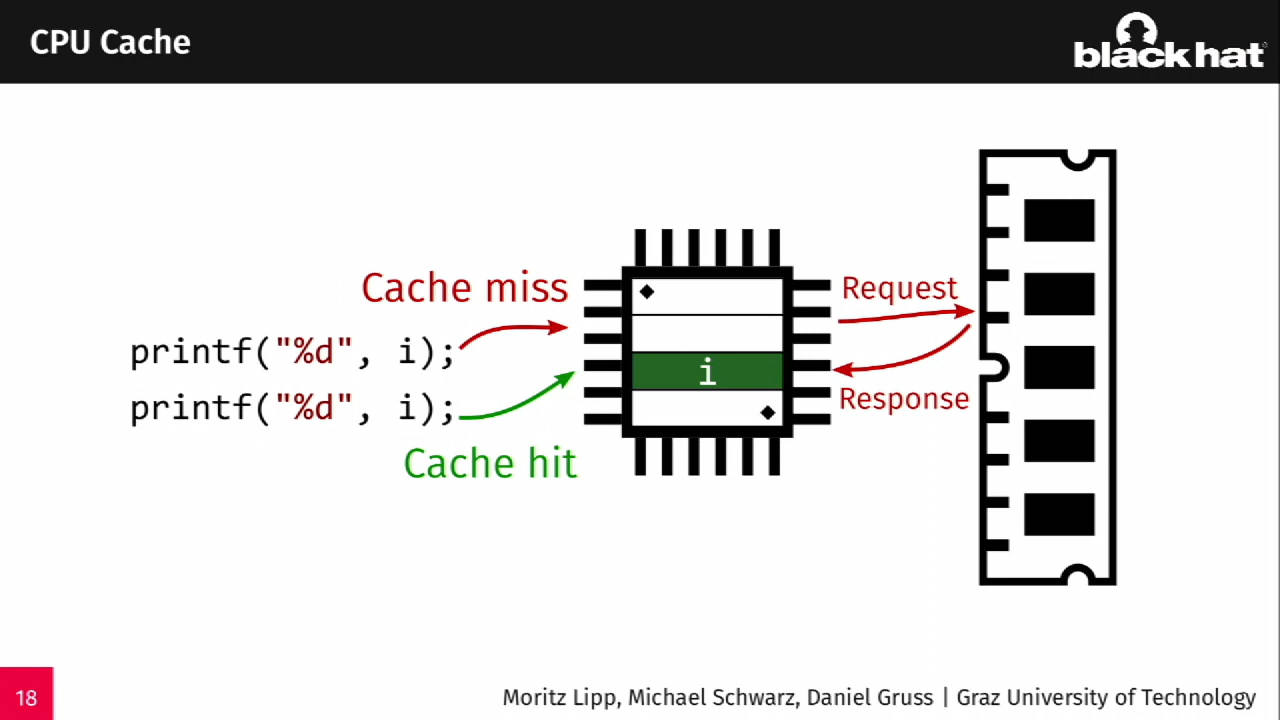 CPU Cache
black hat
Cache miss
Request
printf("%d", i);
i
Response
printf("%d", i);
Cache hit
18
Moritz Lipp, Michael Schwarz, Daniel Gruss | Graz University of Technology